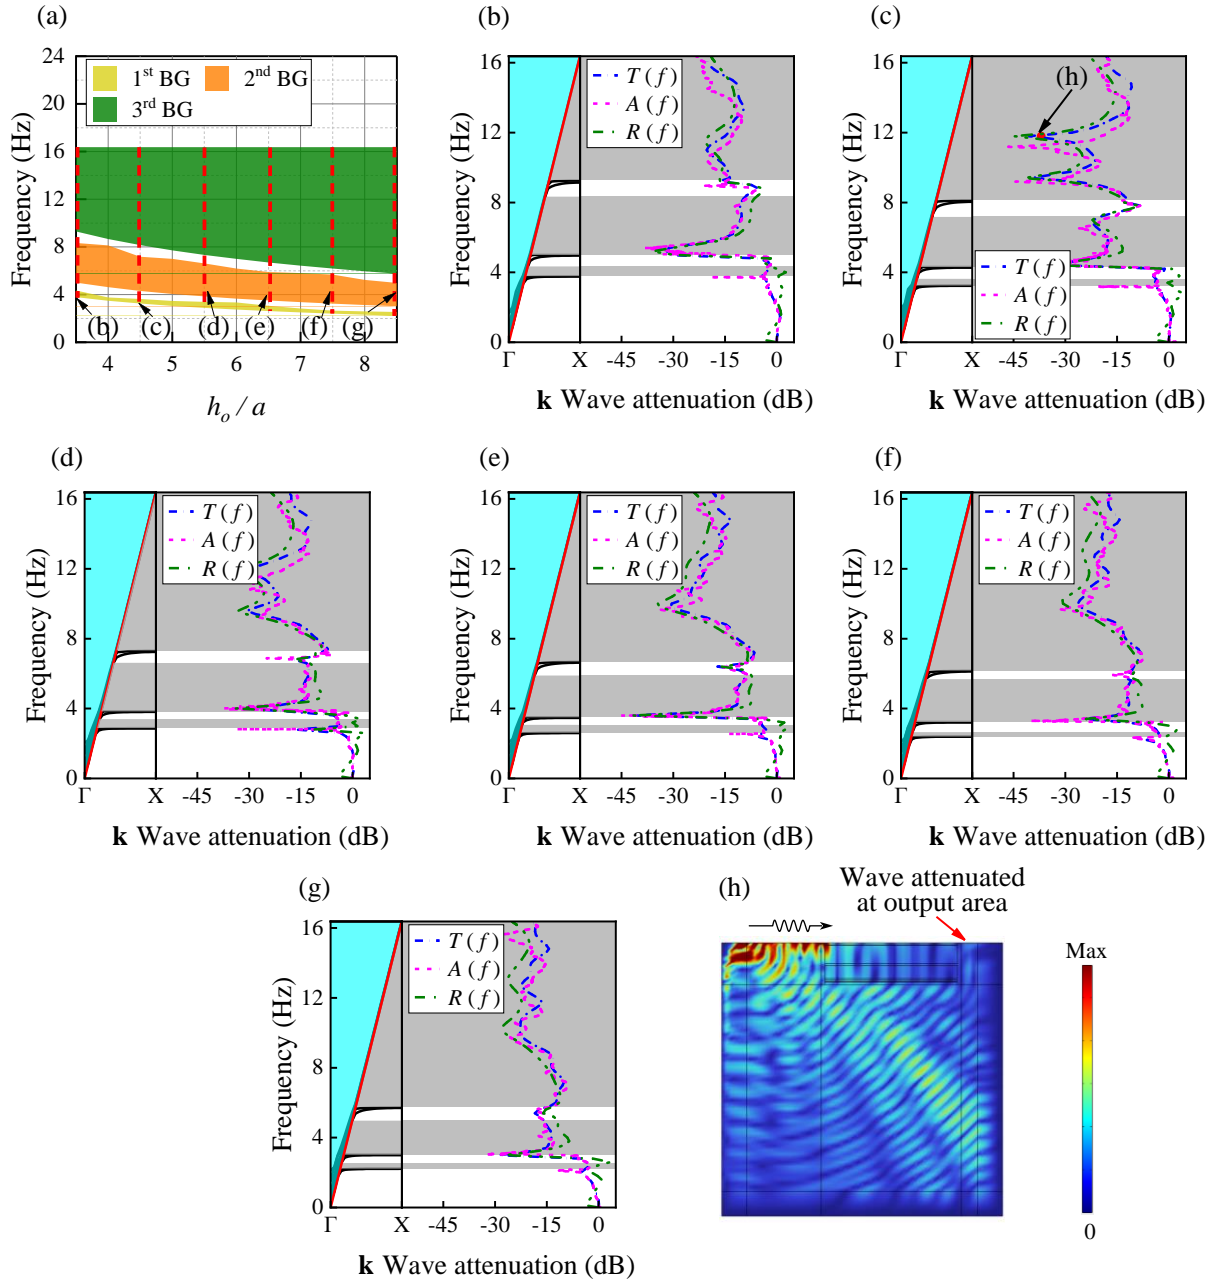 (a)
24
20
16
12
8
4
0
Frequency (Hz)
1st BG
2nd BG
3rd BG
(b)
(c)
(d)
(e)
(f)
(g)
4
5
6
7
8
ho / a
(b)
16
12
8
4
0
Frequency (Hz)
T (f)
A (f)
R (f)
Γ
X
-45
-30
-15
0
k Wave attenuation (dB)
(c)
16
12
8
4
0
Frequency (Hz)
(h)
T (f)
A (f)
R (f)
Γ
X
-45
-30
-15
0
k Wave attenuation (dB)
(d)
16
12
8
4
0
Frequency (Hz)
T (f)
A (f)
R (f)
Γ
X
-45
-30
-15
0
k Wave attenuation (dB)
(e)
16
12
8
4
0
Frequency (Hz)
T (f)
A (f)
R (f)
Γ
X
-45
-30
-15
0
k Wave attenuation (dB)
(f)
16
12
8
4
0
Frequency (Hz)
T (f)
A (f)
R (f)
Γ
X
-45
-30
-15
0
k Wave attenuation (dB)
(g)
16
12
8
4
0
Frequency (Hz)
T (f)
A (f)
R (f)
Γ
X
-45
-30
-15
0
k Wave attenuation (dB)
(h)
Wave attenuated
at output area
Max
0